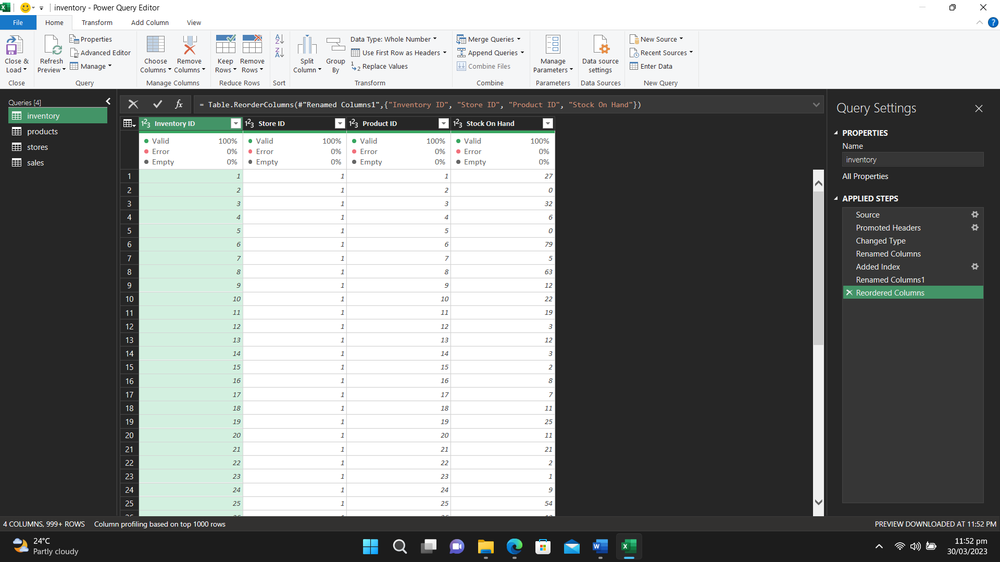 inventory - Power Query Editor
File Home Transform Add Column View
Close & Load
Refresh Preview
Properties
Advanced Editor
Manage
Choose Columns
Remove Columns
Keep Rows
Remove Rows
Split Column
Group By
Data Type: Whole Number
Use First Row as Headers
Replace Values
Merge Queries
Append Queries
Combine Files
Manage Parameters
Data source settings
New Source
Recent Sources
Enter Data
Close Query Manage Columns Reduce Rows Sort Transform Combine Parameters Data Sources New Query
Queries [4]
inventory
products
stores
sales
= Table.ReorderColumns(#"Renamed Columns1",{"Inventory ID", "Store ID", "Product ID", "Stock On Hand"})
Inventory ID Store ID Product ID Stock On Hand
Valid 100% Valid 100% Valid 100% Valid 100%
Error 0% Error 0% Error 0% Error 0%
Empty 0% Empty 0% Empty 0% Empty 0%
1 1 1 1 27
2 2 1 2 0
3 3 1 3 32
4 4 1 4 6
5 5 1 5 0
6 6 1 6 79
7 7 1 7 5
8 8 1 8 63
9 9 1 9 12
10 10 1 10 22
11 11 1 11 19
12 12 1 12 3
13 13 1 13 12
14 14 1 14 3
15 15 1 15 2
16 16 1 16 8
17 17 1 17 7
18 18 1 18 11
19 19 1 19 25
20 20 1 20 11
21 21 1 21 21
22 22 1 22 2
23 23 1 23 1
24 24 1 24 9
25 25 1 25 54
Query Settings
PROPERTIES
Name
inventory
All Properties
APPLIED STEPS
Source
Promoted Headers
Changed Type
Renamed Columns
Added Index
Renamed Columns1
Reordered Columns
4 COLUMNS, 999+ ROWS Column profiling based on top 1000 rows PREVIEW DOWNLOADED AT 11:52 PM
24°C
Partly cloudy
11:52 pm
30/03/2023